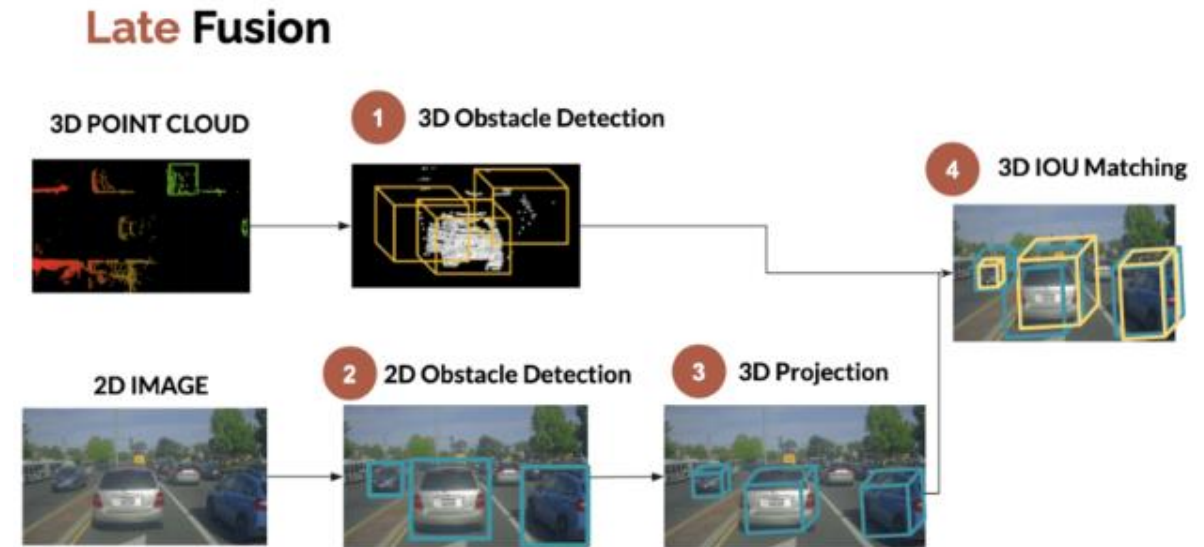 Late Fusion
3D POINT CLOUD
1 3D Obstacle Detection
4 3D IOU Matching
2D IMAGE
2 2D Obstacle Detection
3 3D Projection